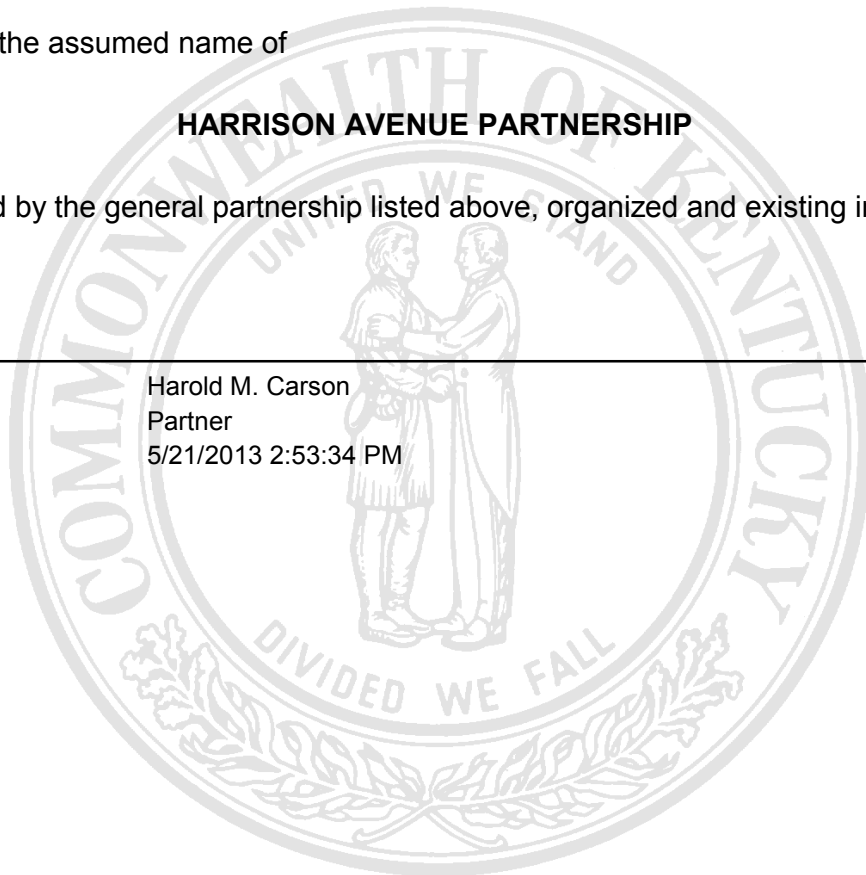 the assumed name of
HARRISON AVENUE PARTNERSHIP
by the general partnership listed above, organized and existing
Harold M. Carson
Partner
5/21/2013 2:53:34 PM
COMMONWEALTH OF KENTUCKY
UNITED WE STAND
DIVIDED WE FALL